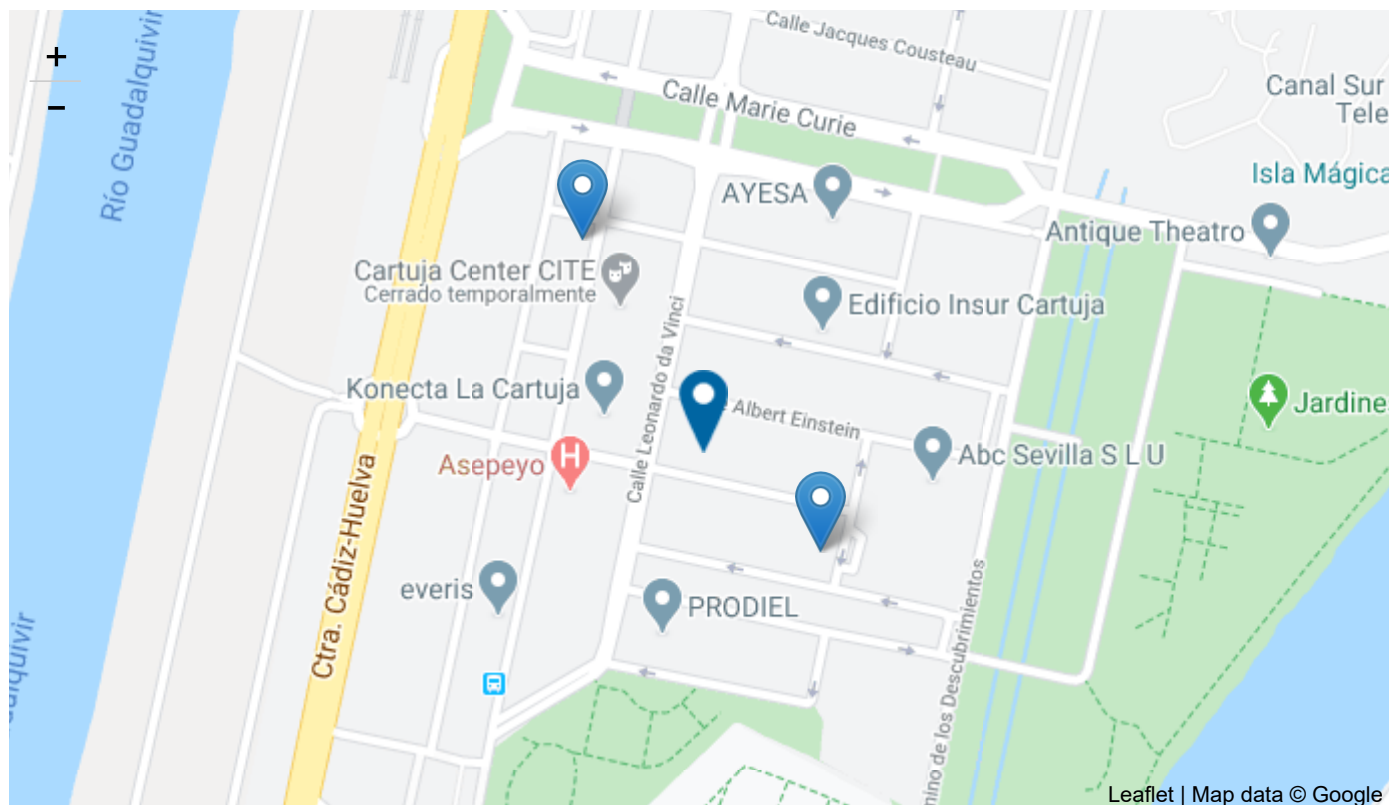 +
−
Río Guadalquivir
Calle Jacques Cousteau
Calle Marie Curie
Canal Sur
Tele
Isla Mágica
AYESA
Antique Theatro
Cartuja Center CITE
Cerrado temporalmente
Edificio Insur Cartuja
Calle Leonardo da Vinci
Konecta La Cartuja
Albert Einstein
Jardine
Abc Sevilla S L U
H
Asepeyo
Ctra. Cádiz-Huelva
everis
PRODIEL
mino de los Descubrimientos
alquivir
Leaflet | Map data © Google